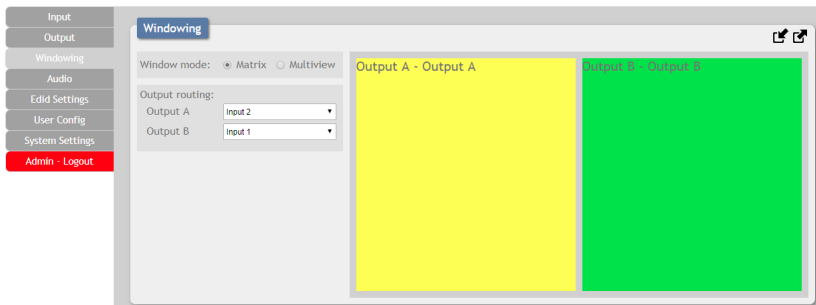 Input
Output
Windowing
Audio
Edid Settings
User Config
System Settings
Admin - Logout
Windowing
Window mode: Matrix Multiview
Output routing:
Output A Input 2
Output B Input 1
Output A - Output A
Output B - Output B